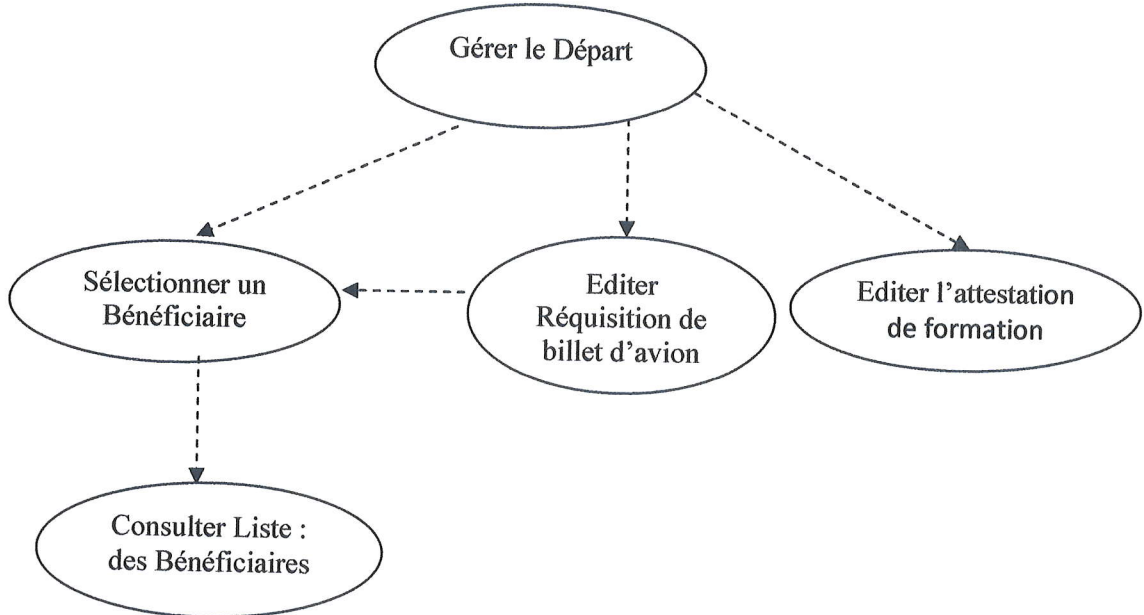 Gérer le Départ
Sélectionner un
Bénéficiaire
Editer
Réquisition de
billet d'avion
Editer l'attestation
de formation
Consulter Liste :
des Bénéficiaires